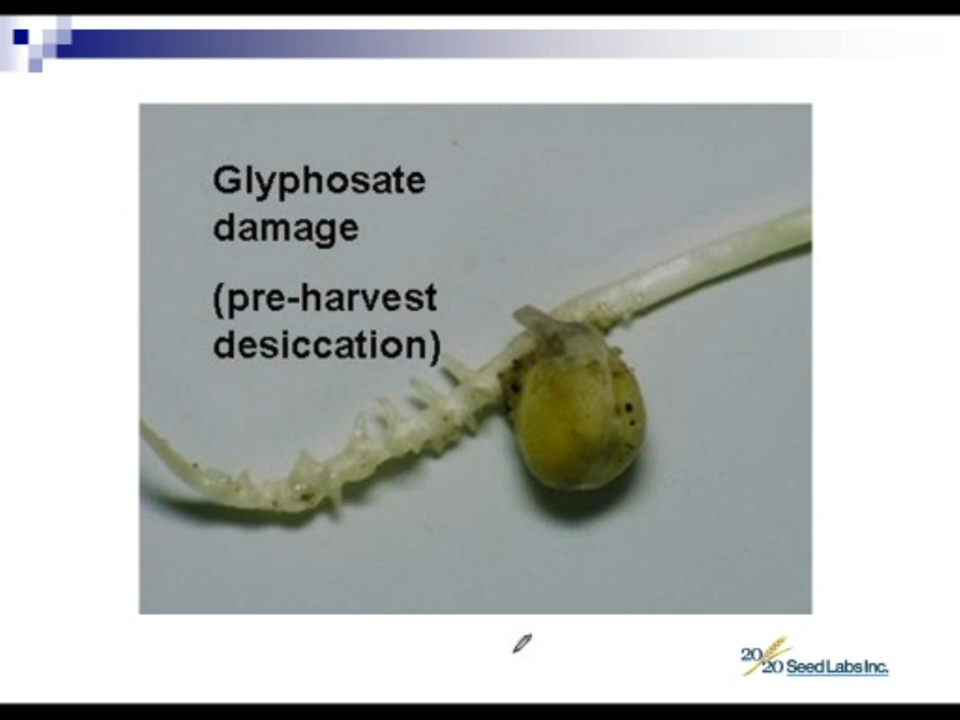 Glyphosate
damage
(pre-harvest
desiccation)
20/20 Seed Labs Inc.